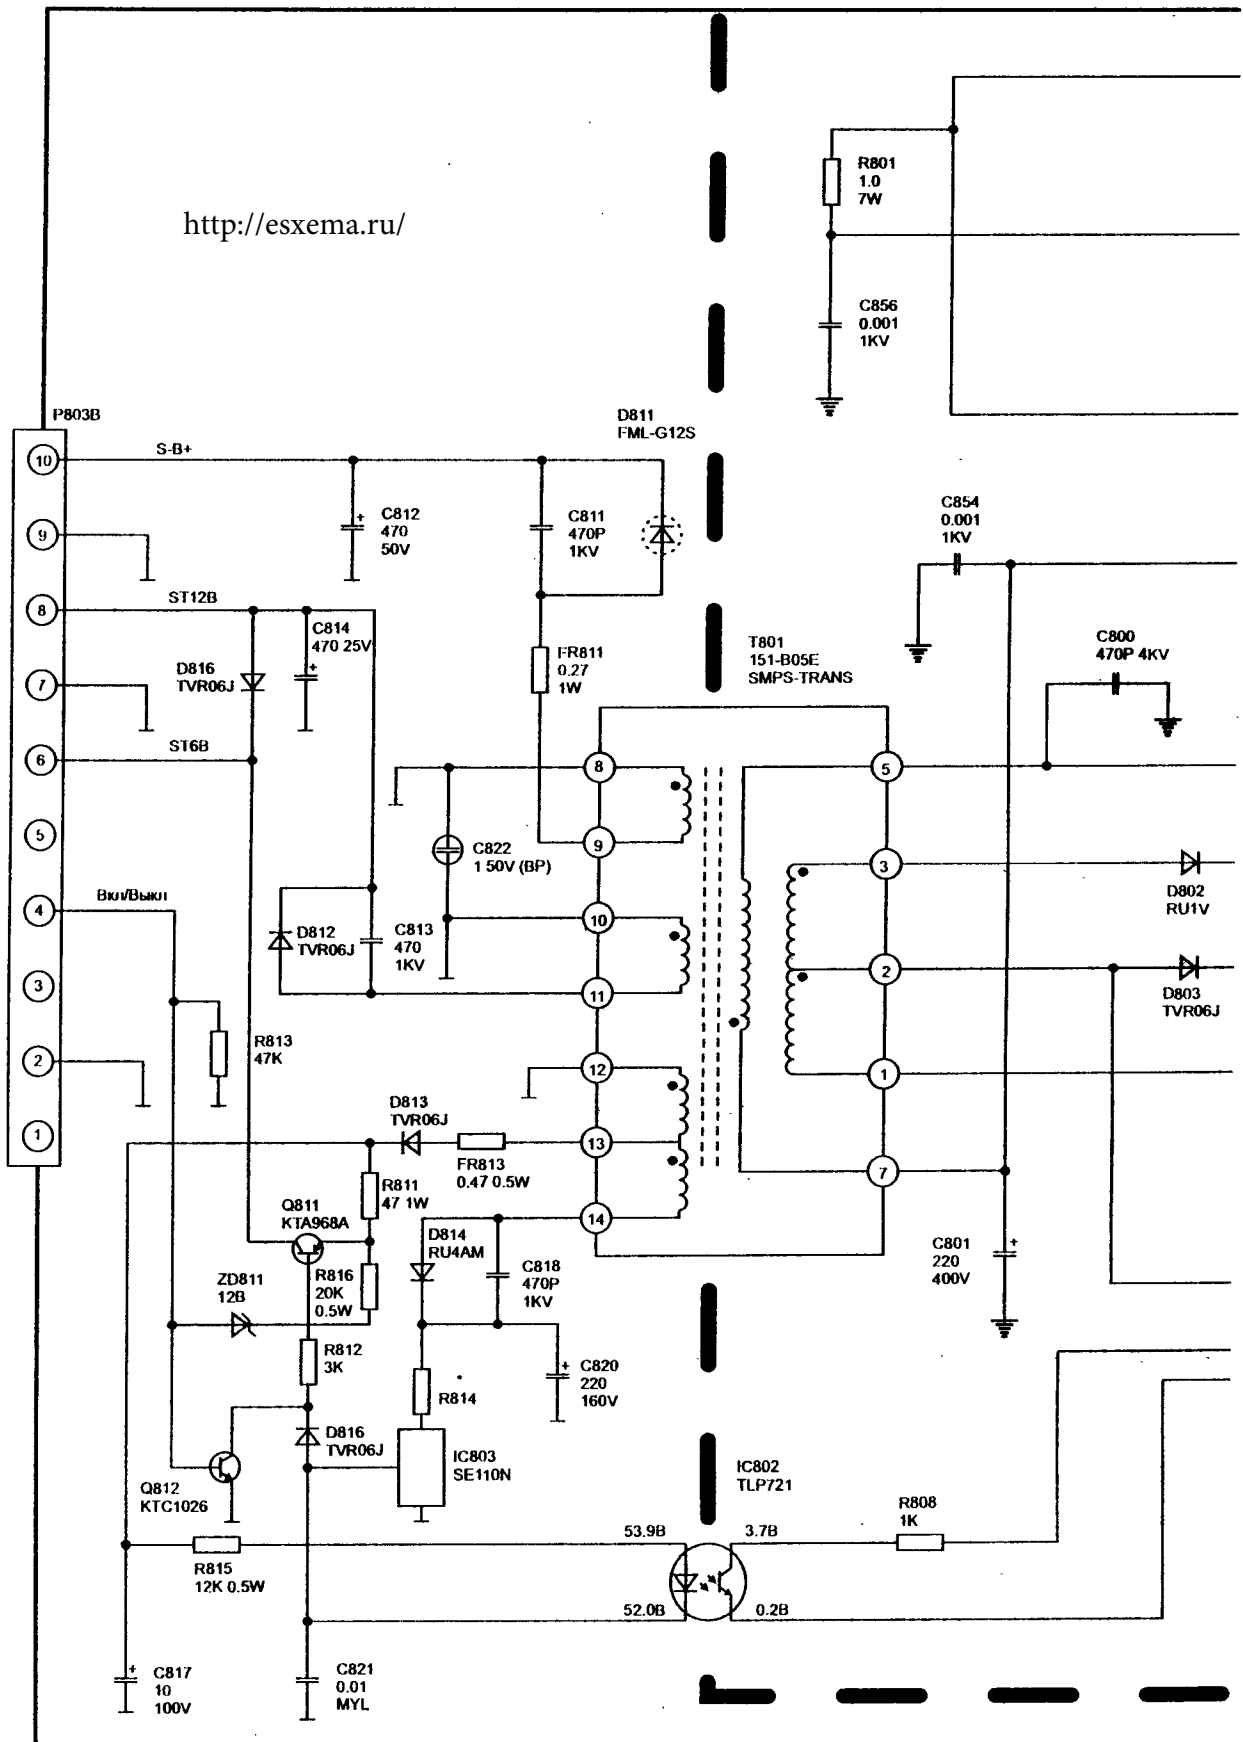 http://esxema.ru/
R801
1.0
7W
C856
0.001
1KV
P803B
D811
FML-G12S
10
S-B+
C812
470
50V
C811
470P
1KV
9
C854
0.001
1KV
8
ST12B
C814
470 25V
D816
TVR06J
FR811
0.27
1W
T801
151-B05E
SMPS-TRANS
C800
470P 4KV
7
6
ST6B
8
5
5
C822
1 50V (BP)
9
3
D802
RU1V
4
Вкл/Выкл
10
D812
TVR06J
C813
470
1KV
2
D803
TVR06J
3
11
R813
47K
2
12
1
D813
TVR06J
1
13
FR813
0.47 0.5W
R811
47 1W
7
Q811
KTA968A
14
D814
RU4AM
C818
470P
1KV
C801
220
400V
ZD811
12B
R816
20K
0.5W
R812
3K
C820
220
160V
R814
D816
TVR06J
IC803
SE110N
IC802
TLP721
Q812
KTC1026
R808
1K
53.9B
3.7B
R815
12K 0.5W
52.0B
0.2B
C817
10
100V
C821
0.01
MYL